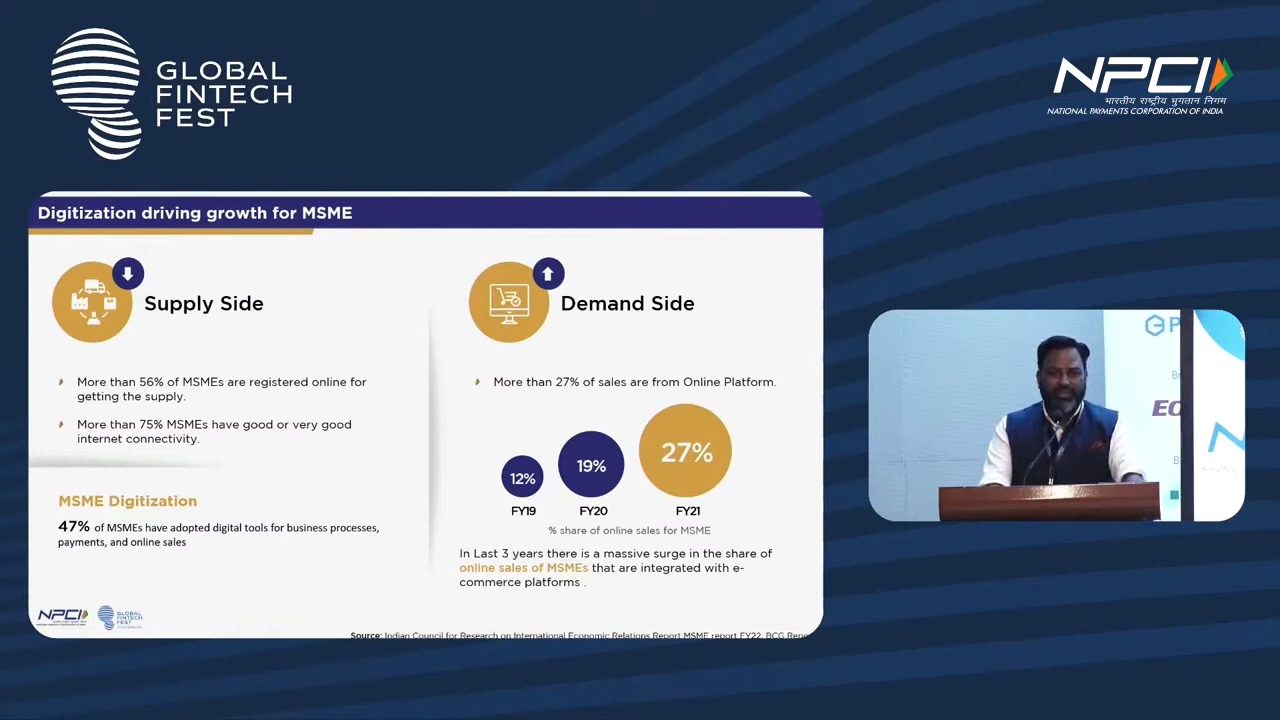 GLOBAL
FINTECH
FEST
NPCI
भारतीय राष्ट्रीय भुगतान निगम
NATIONAL PAYMENTS CORPORATION OF INDIA
Digitization driving growth for MSME
Supply Side
More than 56% of MSMEs are registered online for
getting the supply.
More than 75% MSMEs have good or very good
internet connectivity.
MSME Digitization
47% of MSMEs have adopted digital tools for business processes,
payments, and online sales
Demand Side
More than 27% of sales are from Online Platform.
12%
19%
27%
FY19
FY20
FY21
% share of online sales for MSME
In Last 3 years there is a massive surge in the share of
online sales of MSMEs that are integrated with e-
commerce platforms .
NPCI
GLOBAL
FINTECH
FEST
Source: Indian Council for Research on International Economic Relations Report MSME report FY22, BCG